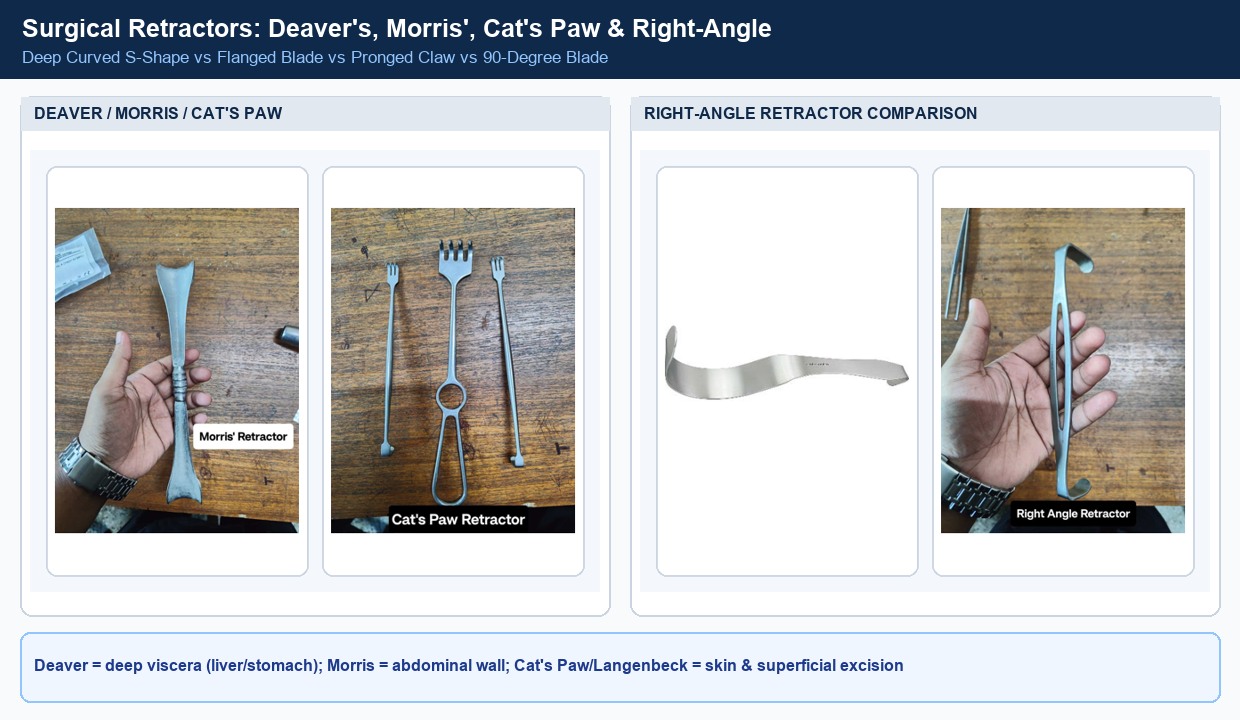 Surgical Retractors: Deaver's, Morris', Cat's Paw & Right-Angle
Deep Curved S-Shape vs Flanged Blade vs Pronged Claw vs 90-Degree Blade
DEAVER / MORRIS / CAT'S PAW
Morris' Retractor
Cat's Paw Retractor
RIGHT-ANGLE RETRACTOR COMPARISON
Right Angle Retractor
Deaver = deep viscera (liver/stomach); Morris = abdominal wall; Cat's Paw/Langenbeck = skin & superficial excision